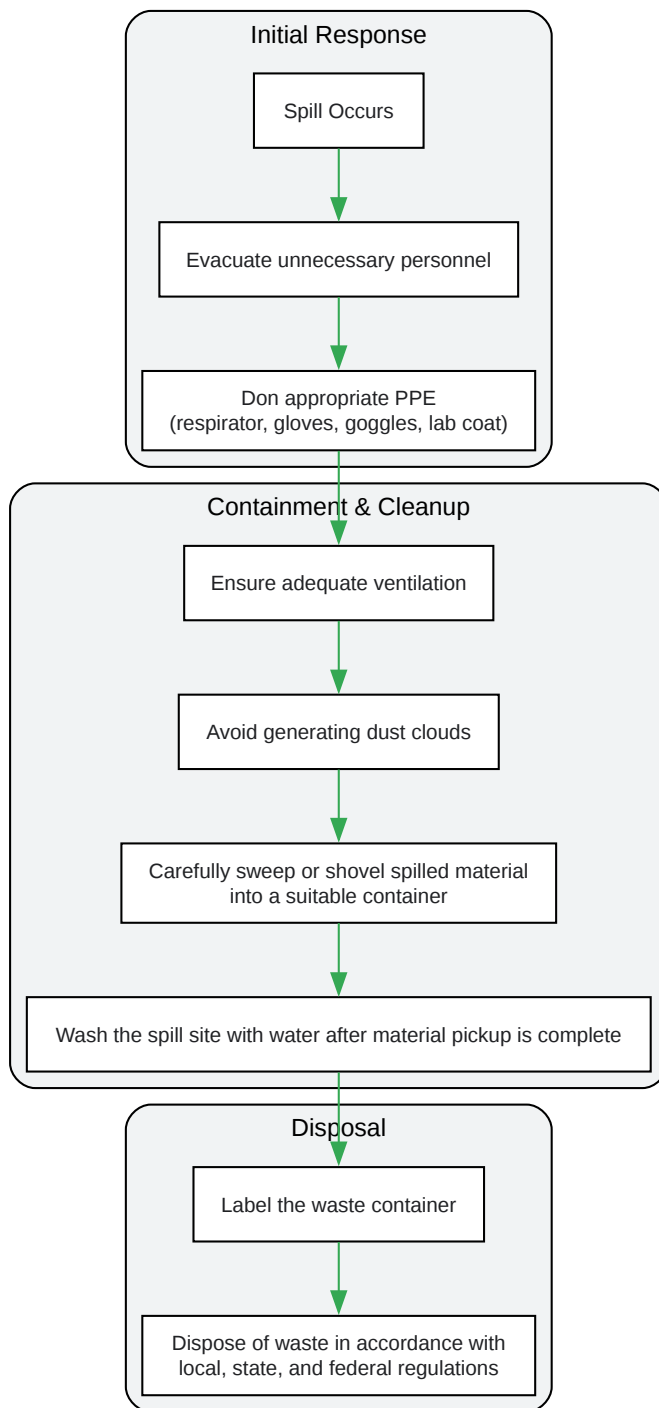 Initial Response
Spill Occurs
Evacuate unnecessary personnel
Don appropriate PPE
(respirator, gloves, goggles, lab coat)
Containment & Cleanup
Ensure adequate ventilation
Avoid generating dust clouds
Carefully sweep or shovel spilled material
into a suitable container
Wash the spill site with water after material pickup is complete
Disposal
Label the waste container
Dispose of waste in accordance with
local, state, and federal regulations